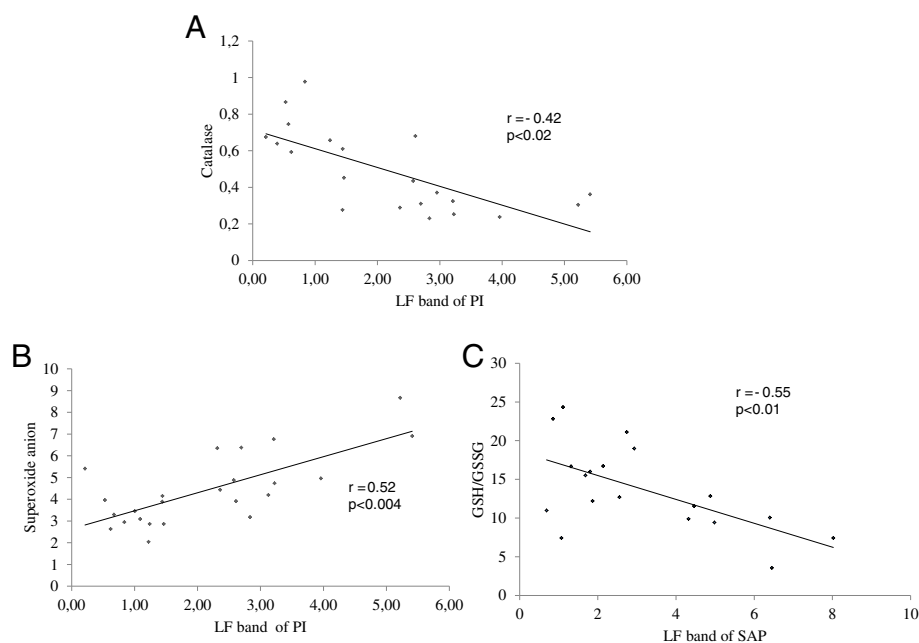 A
1,2
1
0,8
0,6
0,4
0,2
0
Catalase
r = - 0.42
p<0.02
0,00 1,00 2,00 3,00 4,00 5,00 6,00
LF band of PI
B
10
9
8
7
6
5
4
3
2
1
0
Superoxide anion
r = 0.52
p<0.004
0,00 1,00 2,00 3,00 4,00 5,00 6,00
LF band of PI
C
30
25
20
15
10
5
0
GSH/GSSG
r = - 0.55
p<0.01
0 2 4 6 8 10
LF band of SAP